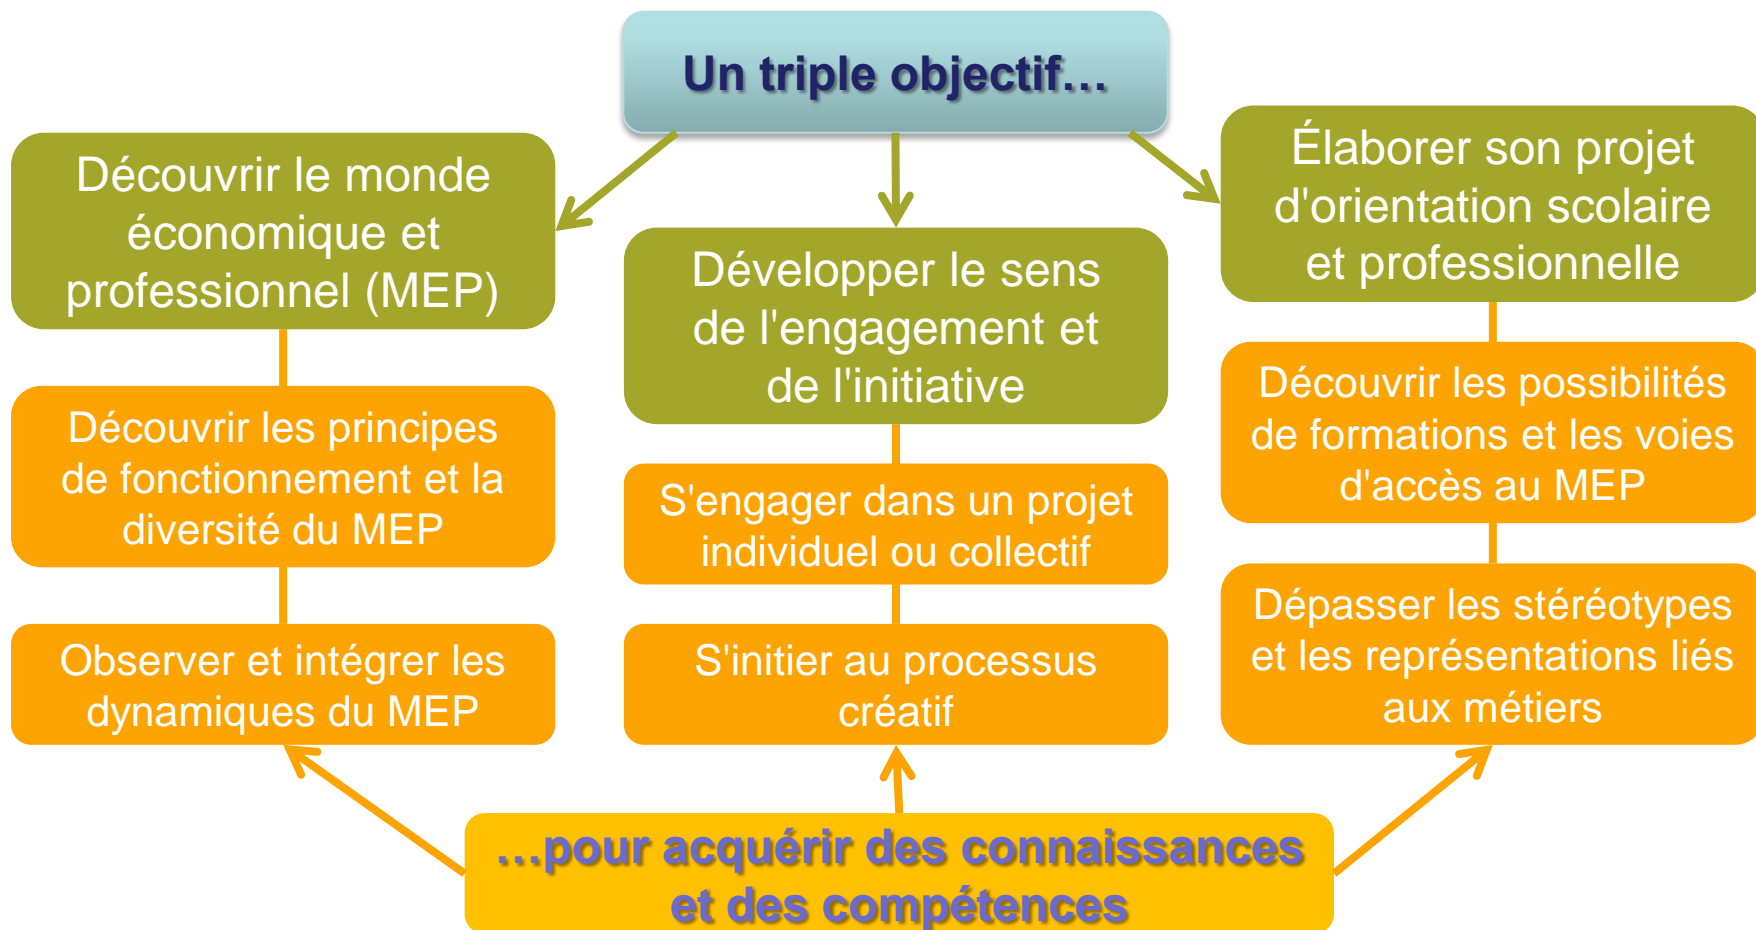 Un triple objectif…
Découvrir le monde
économique et
professionnel (MEP)
Découvrir les principes
de fonctionnement et la
diversité du MEP
Observer et intégrer les
dynamiques du MEP
Développer le sens
de l'engagement et
de l'initiative
S'engager dans un projet
individuel ou collectif
S'initier au processus
créatif
Élaborer son projet
d'orientation scolaire
et professionnelle
Découvrir les possibilités
de formations et les voies
d'accès au MEP
Dépasser les stéréotypes
et les représentations liés
aux métiers
…pour acquérir des connaissances
et des compétences